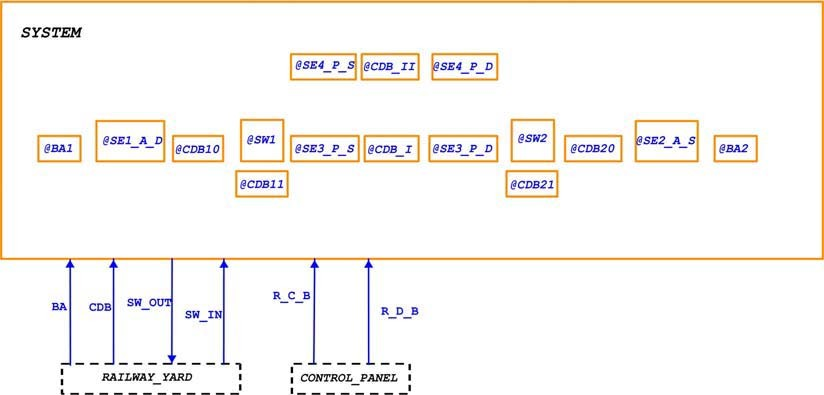 SYSTEM
@SE4_P_S @CDB_II @SE4_P_D
@BA1 @SE1_A_D @CDB10 @SW1 @SE3_P_S @CDB_I @SE3_P_D @SW2 @CDB20 @SE2_A_S @BA2
@CDB11 @CDB21
BA CDB SW_OUT SW_IN R_C_B R_D_B
RAILWAY_YARD CONTROL_PANEL